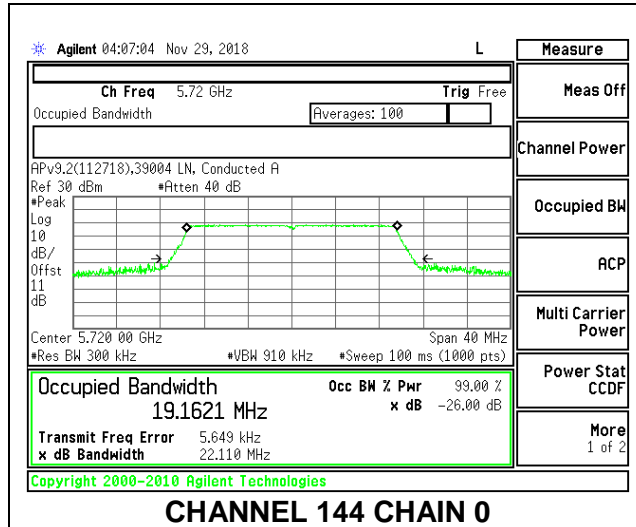 Agilent 04:07:04 Nov 29, 2018 L
Measure
Ch Freq 5.72 GHz Trig Free
Meas Off
Occupied Bandwidth Averages: 100
Channel Power
APv9.2(112718),39004 LN, Conducted A
Ref 30 dBm #Atten 40 dB
#Peak
Log
10
dB/
Offst
11
dB
Occupied BW
ACP
Multi Carrier
Power
Center 5.720 00 GHz Span 40 MHz
#Res BW 300 kHz #VBW 910 kHz #Sweep 100 ms (1000 pts)
Power Stat
CCDF
Occupied Bandwidth Occ BW % Pwr 99.00 %
19.1621 MHz x dB -26.00 dB
Transmit Freq Error 5.649 kHz
x dB Bandwidth 22.110 MHz
More
1 of 2
Copyright 2000-2010 Agilent Technologies
CHANNEL 144 CHAIN 0